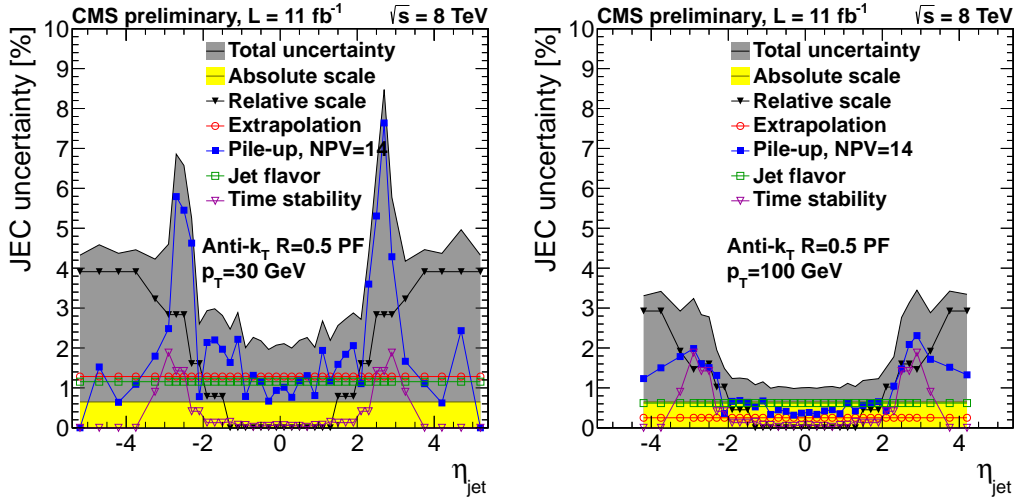 CMS preliminary, L = 11 fb-1 √s = 8 TeV
JEC uncertainty [%]
10
9
8
7
6
5
4
3
2
1
0
Total uncertainty
Absolute scale
Relative scale
Extrapolation
Pile-up, NPV=14
Jet flavor
Time stability
Anti-kT R=0.5 PF
pT=30 GeV
-4 -2 0 2 4
ηjet
CMS preliminary, L = 11 fb-1 √s = 8 TeV
JEC uncertainty [%]
10
9
8
7
6
5
4
3
2
1
0
Total uncertainty
Absolute scale
Relative scale
Extrapolation
Pile-up, NPV=14
Jet flavor
Time stability
Anti-kT R=0.5 PF
pT=100 GeV
-4 -2 0 2 4
ηjet